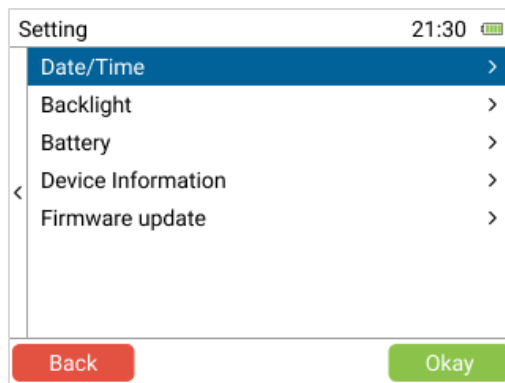 Setting 21:30
Date/Time >
Backlight >
Battery >
Device Information >
<
Firmware update >
Back Okay